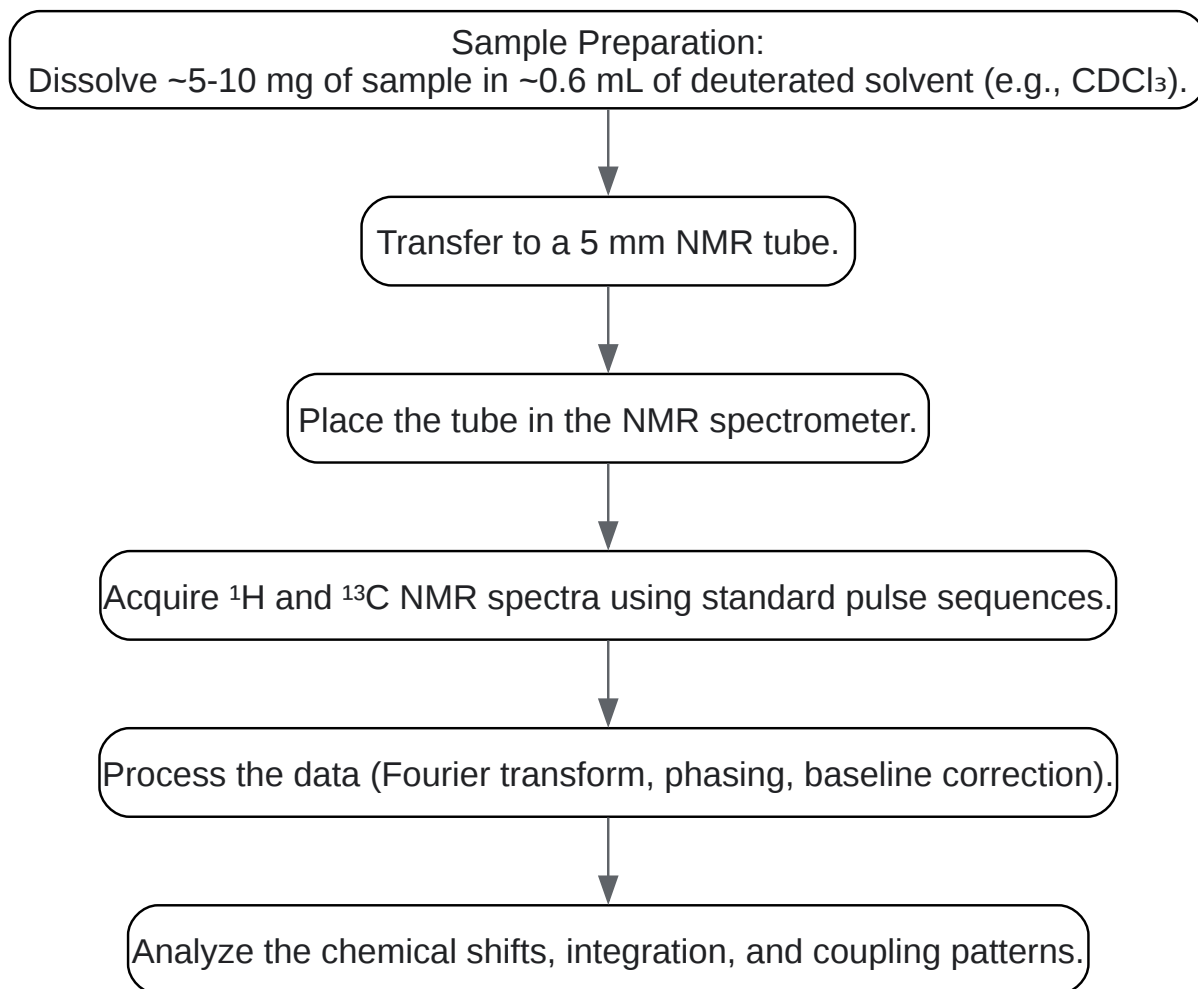 Sample Preparation:
Dissolve ~5-10 mg of sample in ~0.6 mL of deuterated solvent (e.g., CDCl₃).
Transfer to a 5 mm NMR tube.
Place the tube in the NMR spectrometer.
Acquire ¹H and ¹³C NMR spectra using standard pulse sequences.
Process the data (Fourier transform, phasing, baseline correction).
Analyze the chemical shifts, integration, and coupling patterns.